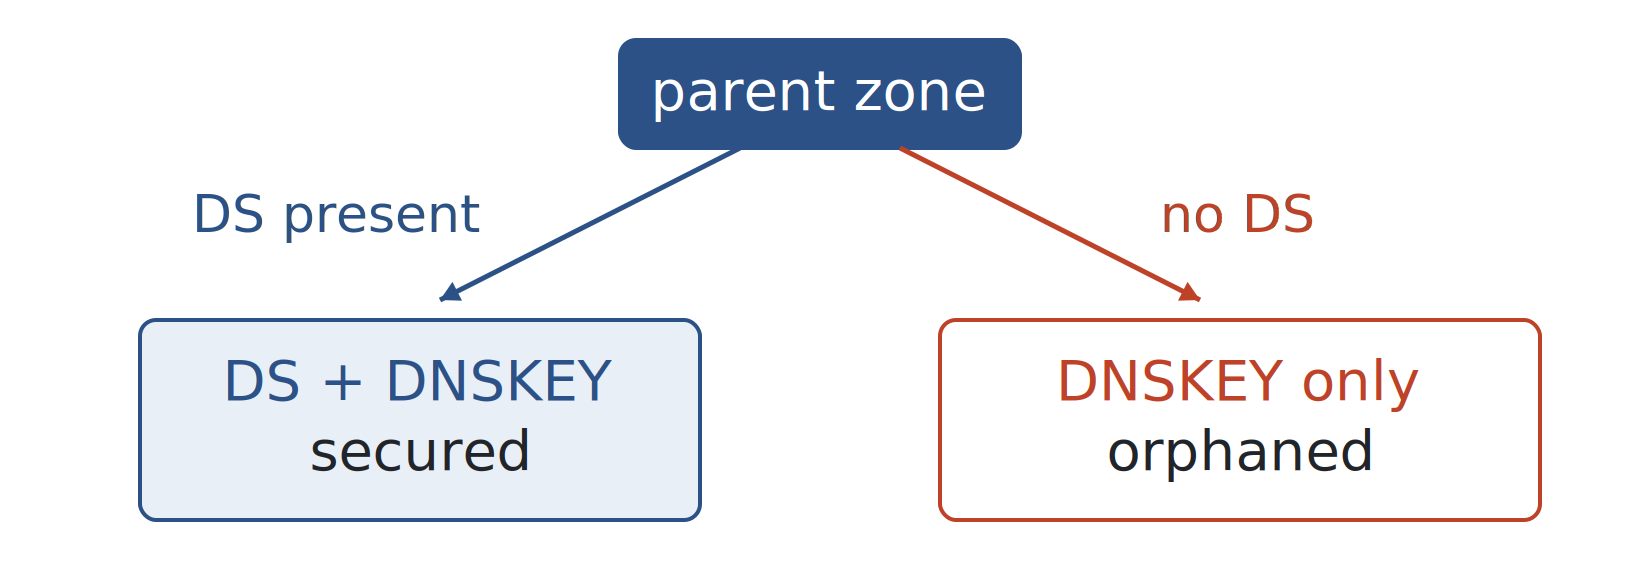 parent zone
DS present
no DS
DS + DNSKEY
secured
DNSKEY only
orphaned